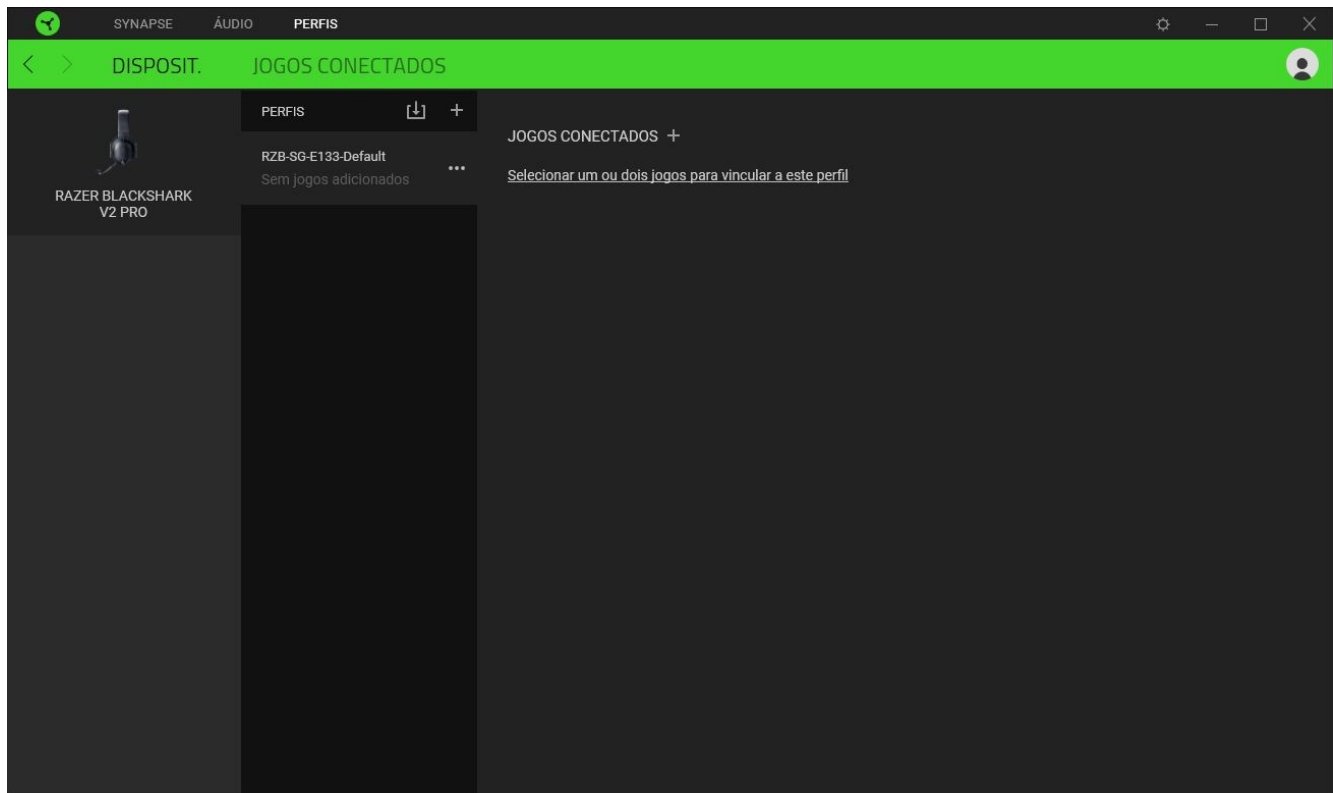 SYNAPSE ÁUDIO PERFIS
DISPOSIT. JOGOS CONECTADOS
RAZER BLACKSHARK
V2 PRO
PERFIS
RZB-SG-E133-Default
Sem jogos adicionados
JOGOS CONECTADOS
Selecionar um ou dois jogos para vincular a este perfil